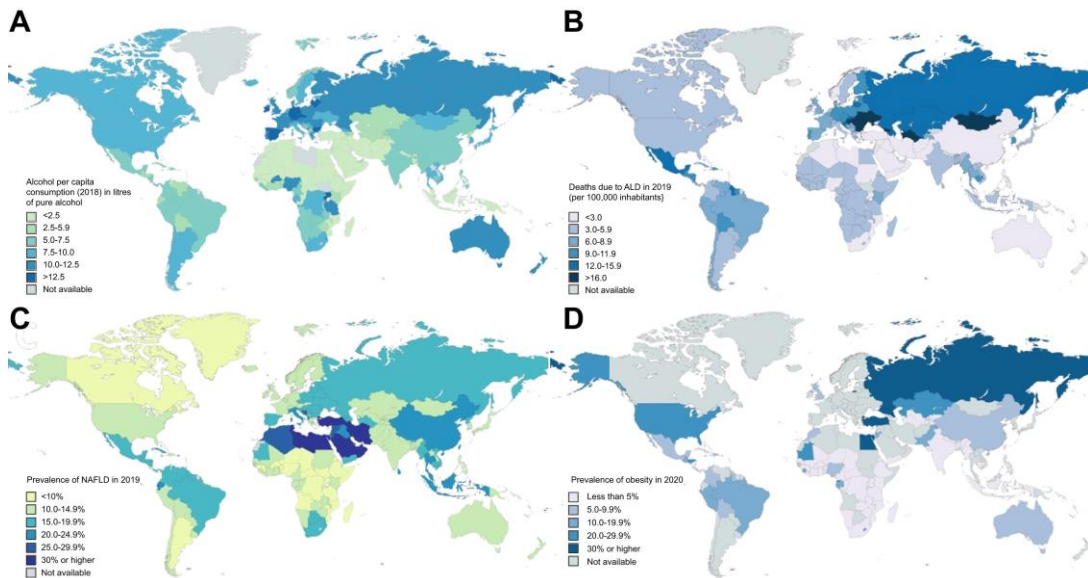 A
Alcohol per capita
consumption (2018) in litres
of pure alcohol
<2.5
2.5-5.9
5.0-7.5
7.5-10.0
10.0-12.5
>12.5
Not available
B
Deaths due to ALD in 2019
(per 100,000 inhabitants)
<3.0
3.0-5.9
6.0-8.9
9.0-11.9
12.0-15.9
>16.0
Not available
C
Prevalence of NAFLD in 2019
<10%
10.0-14.9%
15.0-19.9%
20.0-24.9%
25.0-29.9%
30% or higher
Not available
D
Prevalence of obesity in 2020
Less than 5%
5.0-9.9%
10.0-19.9%
20.0-29.9%
30% or higher
Not available